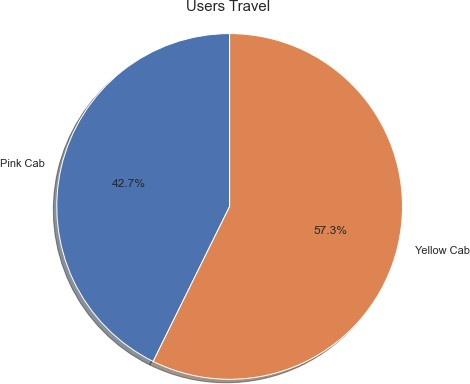 Users Travel
Pink Cab
42.7%
57.3%
Yellow Cab